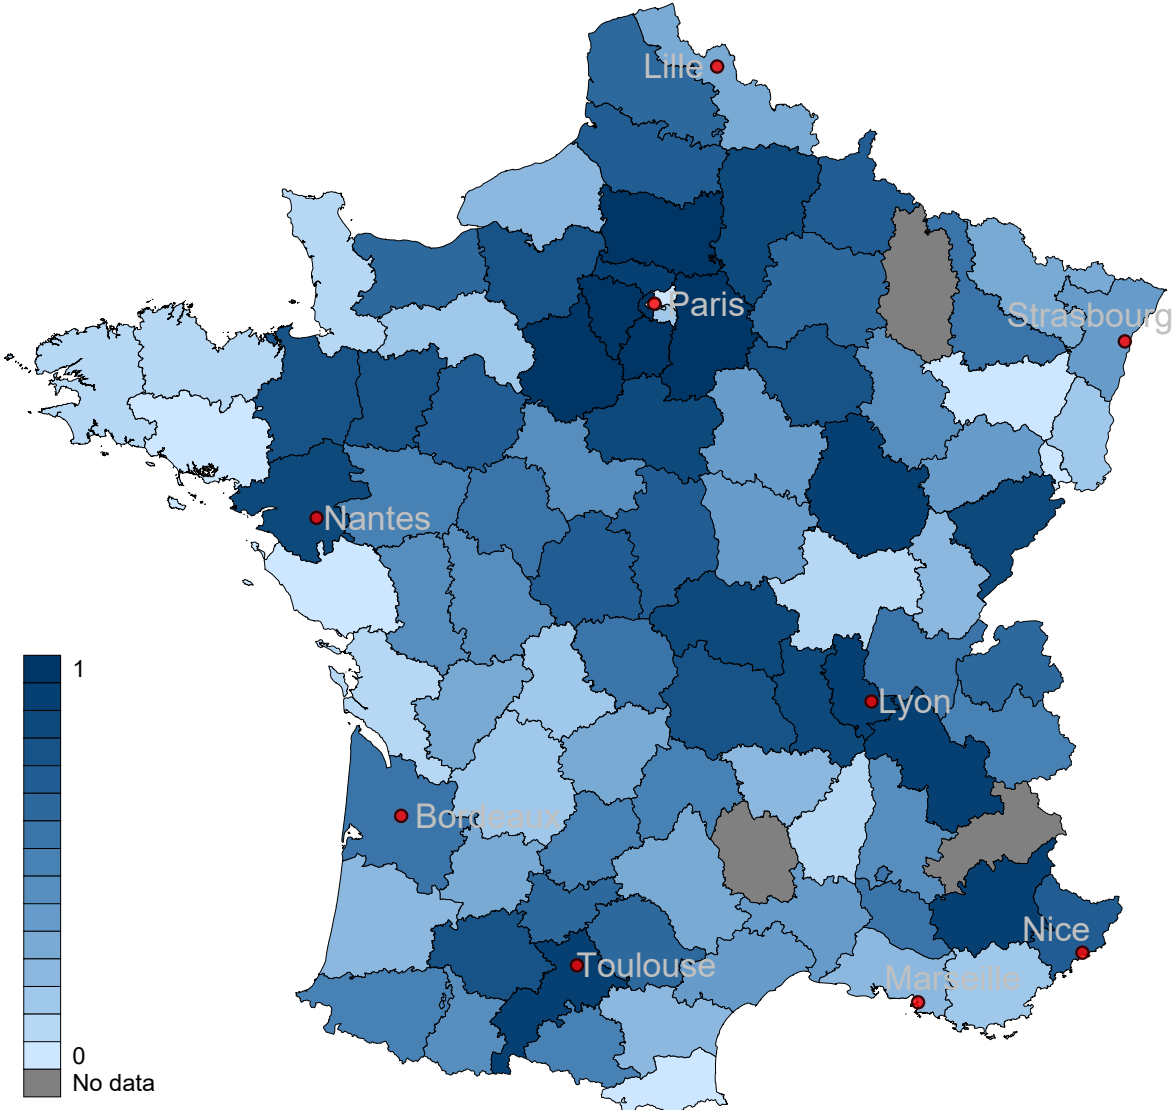 Lille
Paris
Strasbourg
Nantes
1
Lyon
Bordeaux
Nice
Toulouse
Marseille
0
No data